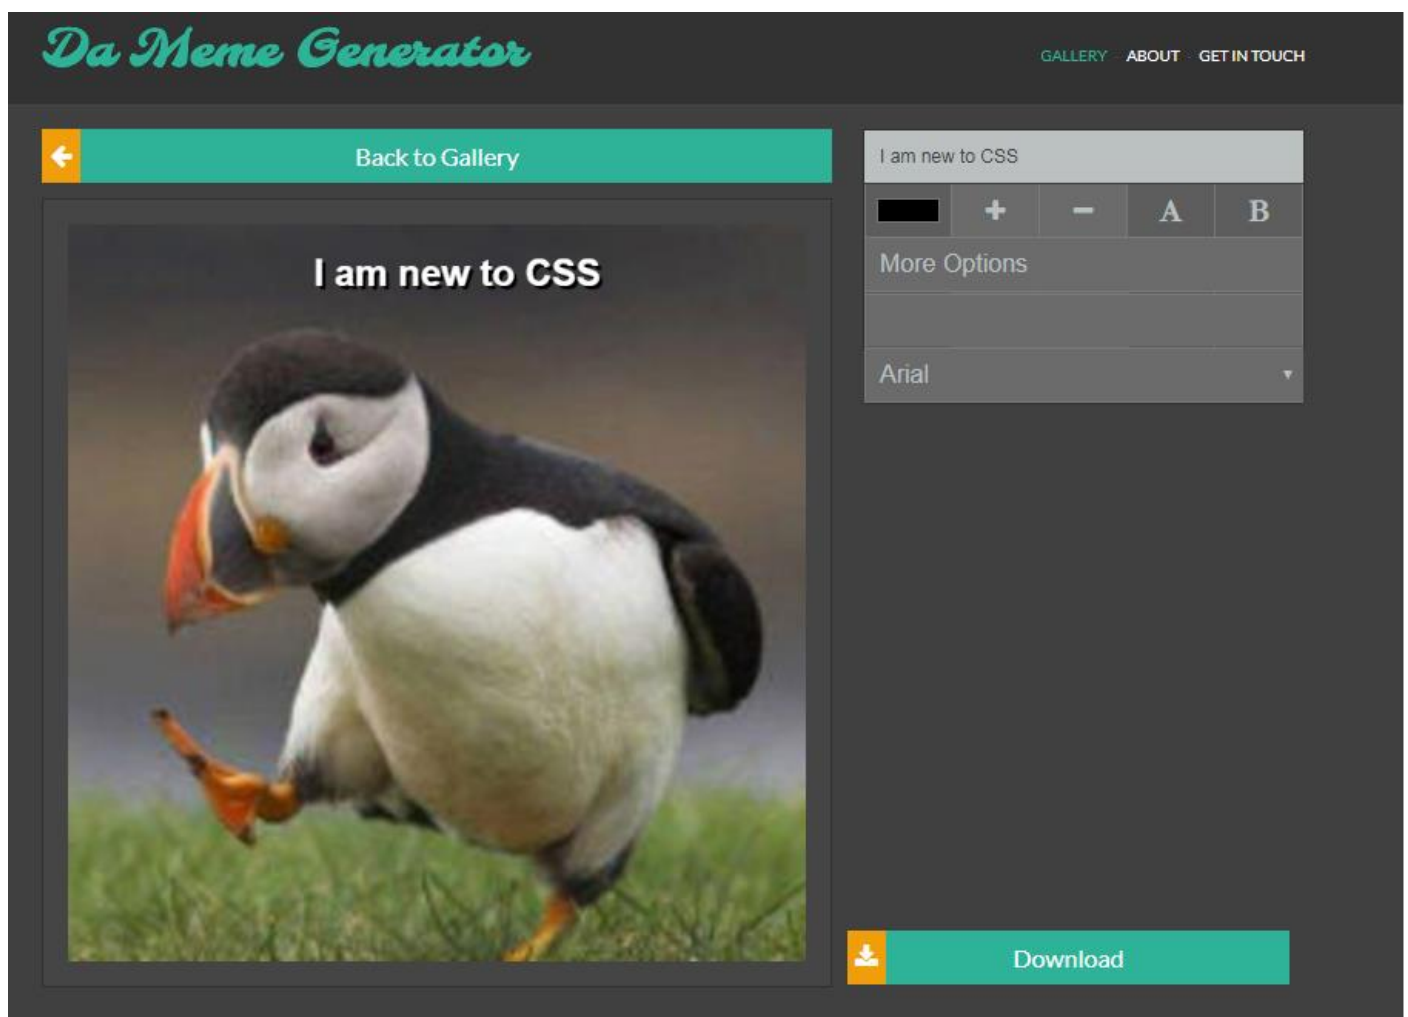 Da Meme Generator
GALLERY - ABOUT - GET IN TOUCH
Back to Gallery
I am new to CSS
I am new to CSS
A B
More Options
Arial
Download